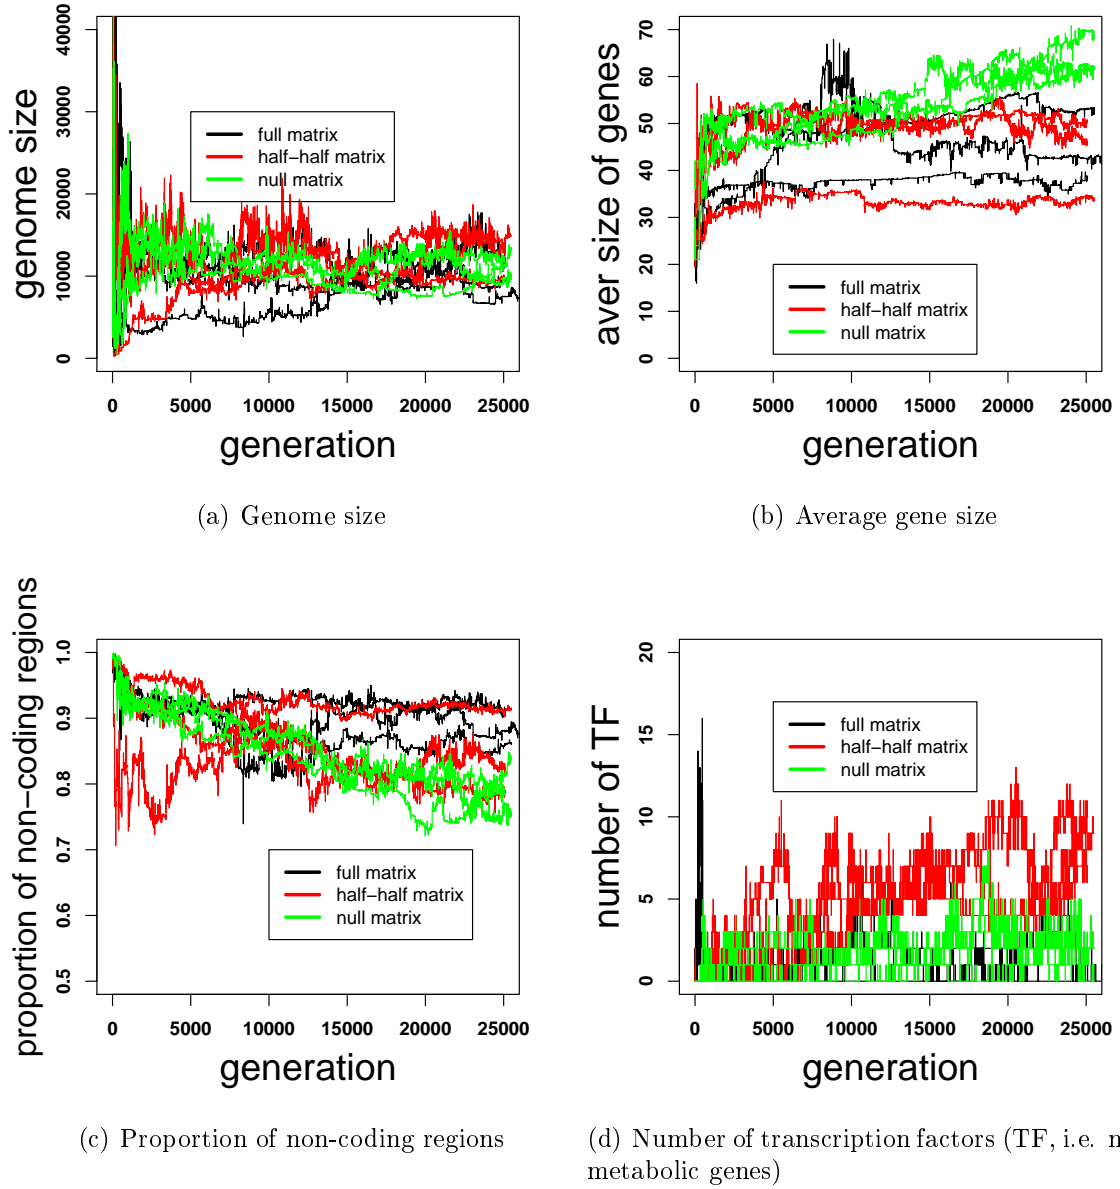 genome size
0 10000 20000 30000 40000
full matrix
half−half matrix
null matrix
0 5000 10000 15000 20000 25000
generation
(a) Genome size
aver size of genes
0 10 20 30 40 50 60 70
full matrix
half−half matrix
null matrix
0 5000 10000 15000 20000 25000
generation
(b) Average gene size
proportion of non−coding regions
0.5 0.6 0.7 0.8 0.9 1.0
full matrix
half−half matrix
null matrix
0 5000 10000 15000 20000 25000
generation
(c) Proportion of non-coding regions
number of TF
0 5 10 15 20
full matrix
half−half matrix
null matrix
0 5000 10000 15000 20000 25000
generation
(d) Number of transcription factors (TF, i.e.
metabolic genes)